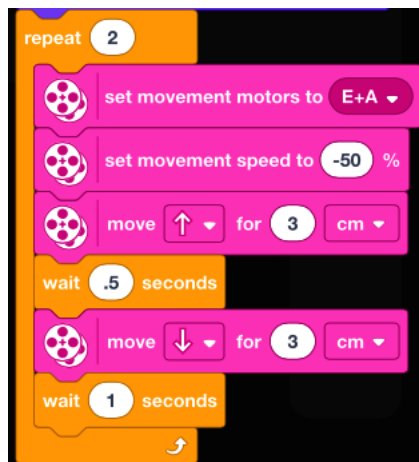 repeat 2
set movement motors to E+A
set movement speed to -50 %
move for 3 cm
wait .5 seconds
move for 3 cm
wait 1 seconds